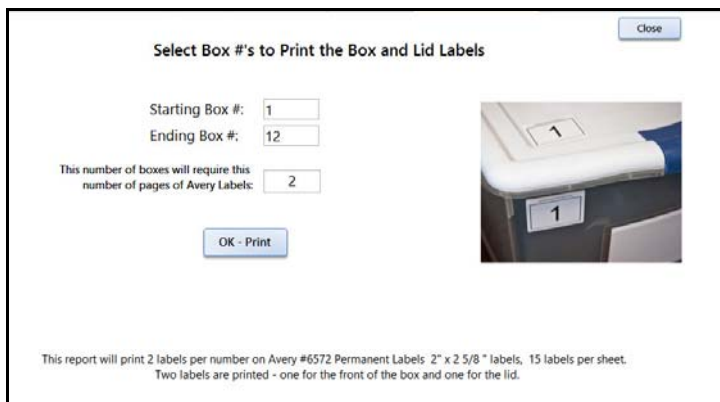 Close
Select Box #'s to Print the Box and Lid Labels
Starting Box #: 1
Ending Box #: 12
This number of boxes will require this
number of pages of Avery Labels: 2
1
1
OK - Print
This report will print 2 labels per number on Avery #6572 Permanent Labels 2" x 2 5/8 " labels, 15 labels per sheet.
Two labels are printed - one for the front of the box and one for the lid.